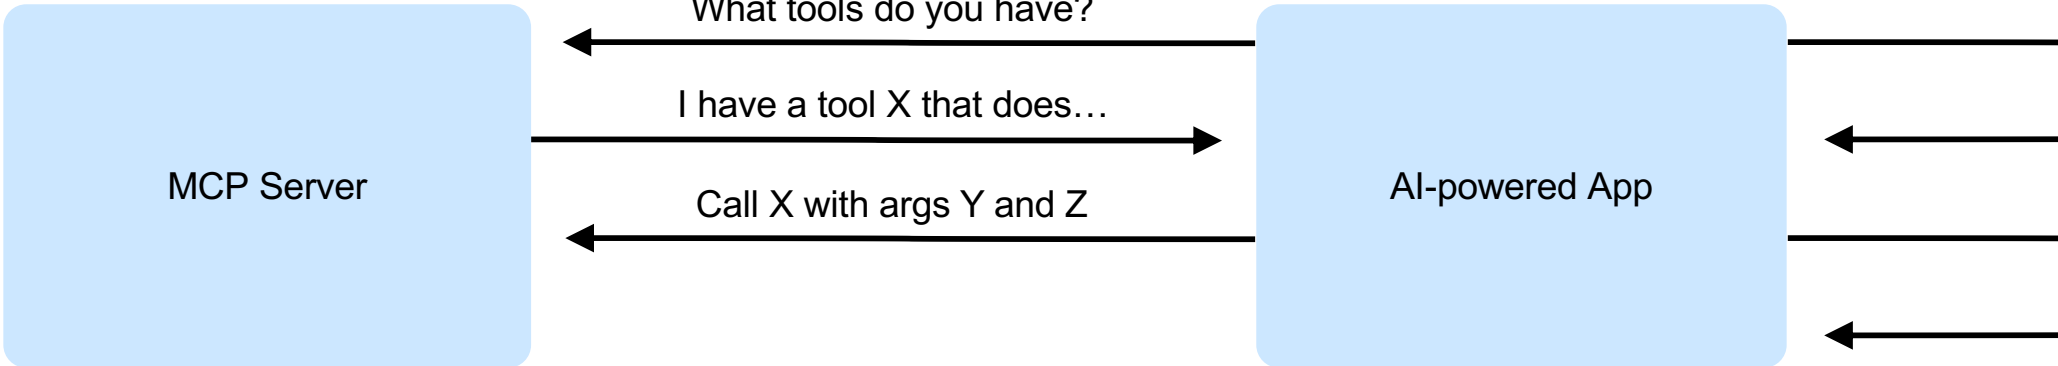 What tools do you have?
I have a tool X that does…
MCP Server
AI-powered App
Call X with args Y and Z